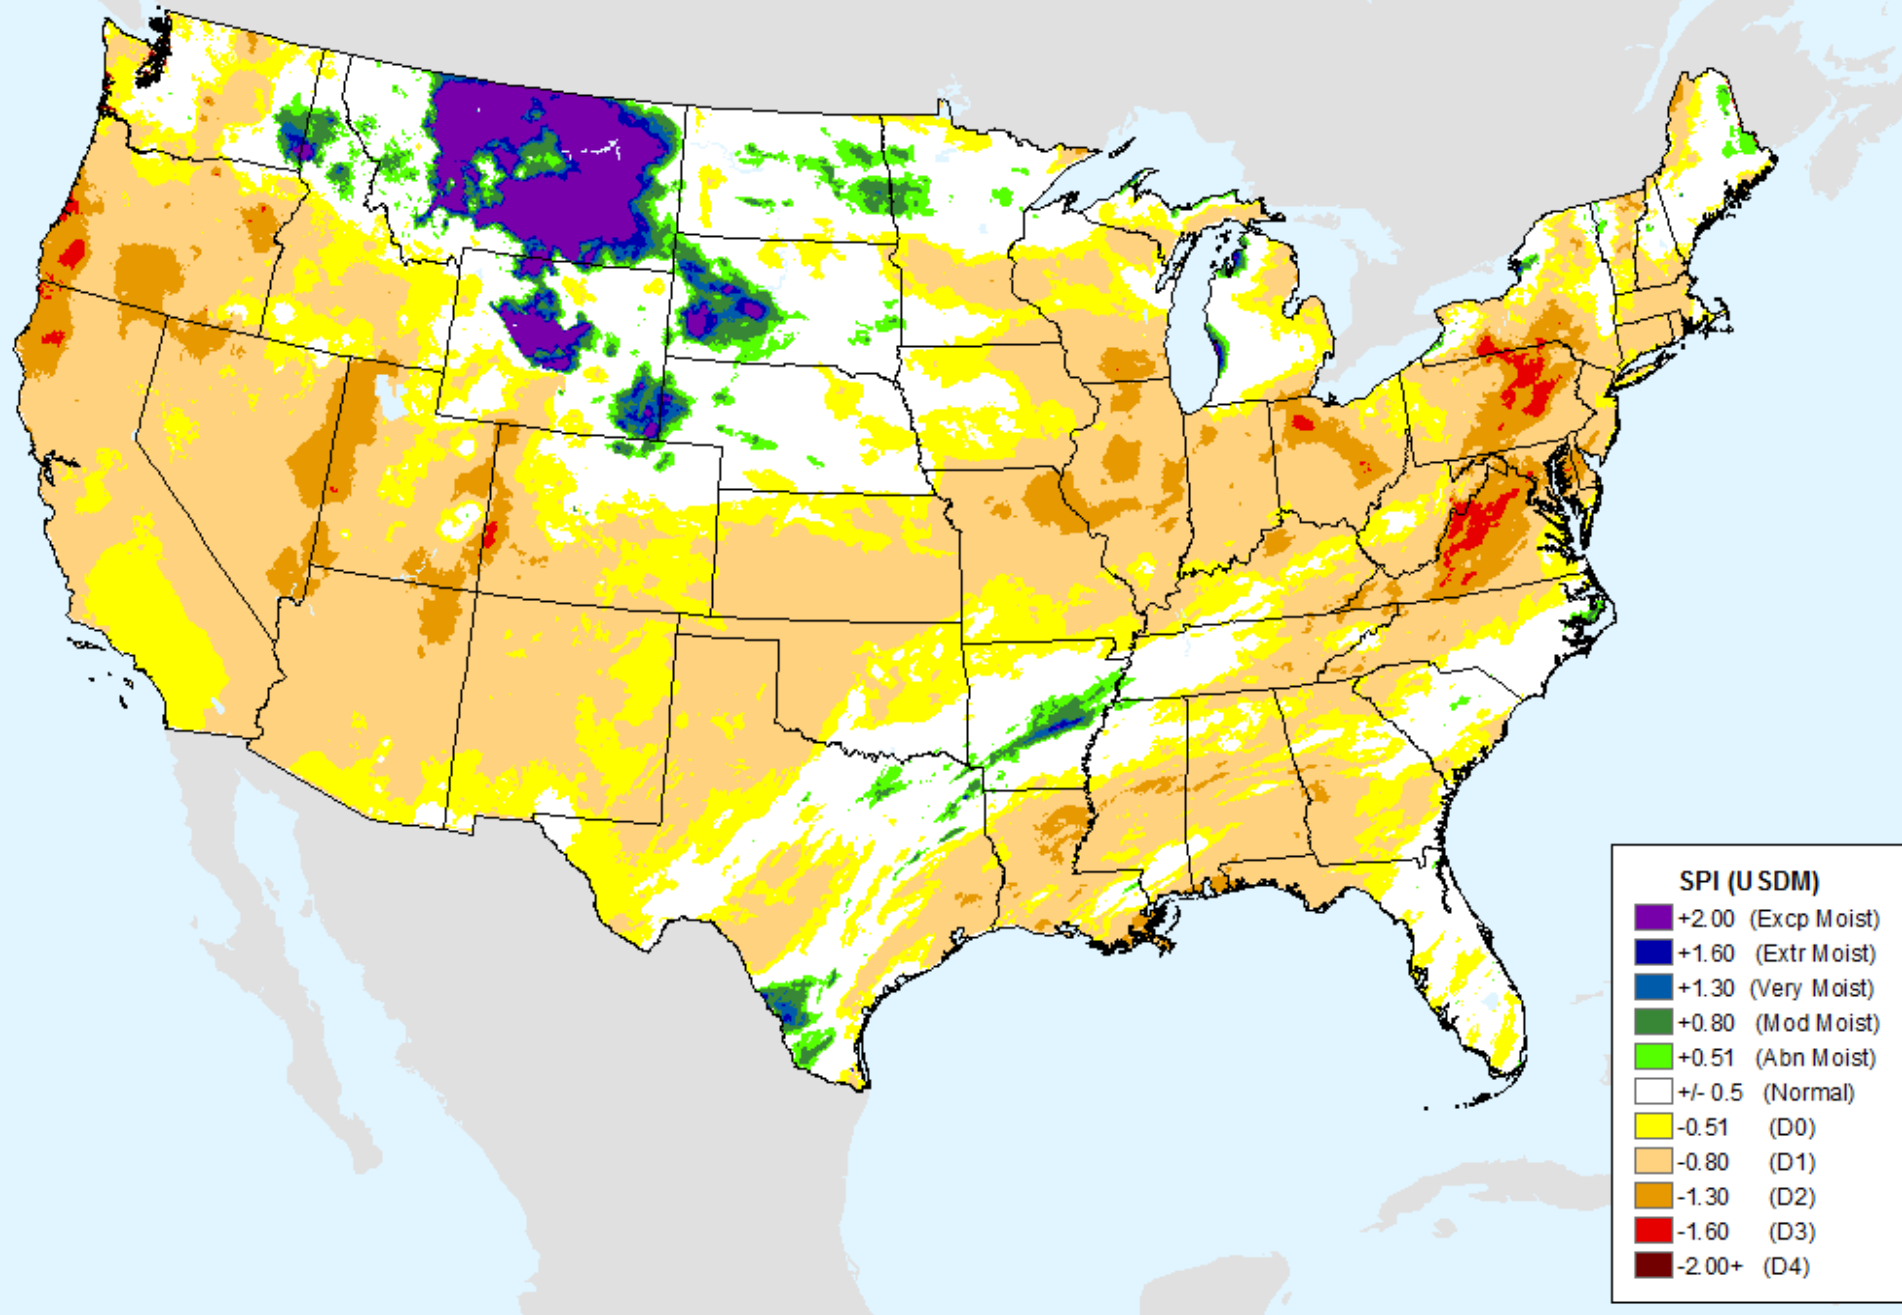 SPI (USDM)
+2.00 (Excp Moist)
+1.60 (Extr Moist)
+1.30 (Very Moist)
+0.80 (Mod Moist)
+0.51 (Abn Moist)
+/- 0.5 (Normal)
-0.51 (D0)
-0.80 (D1)
-1.30 (D2)
-1.60 (D3)
-2.00+ (D4)